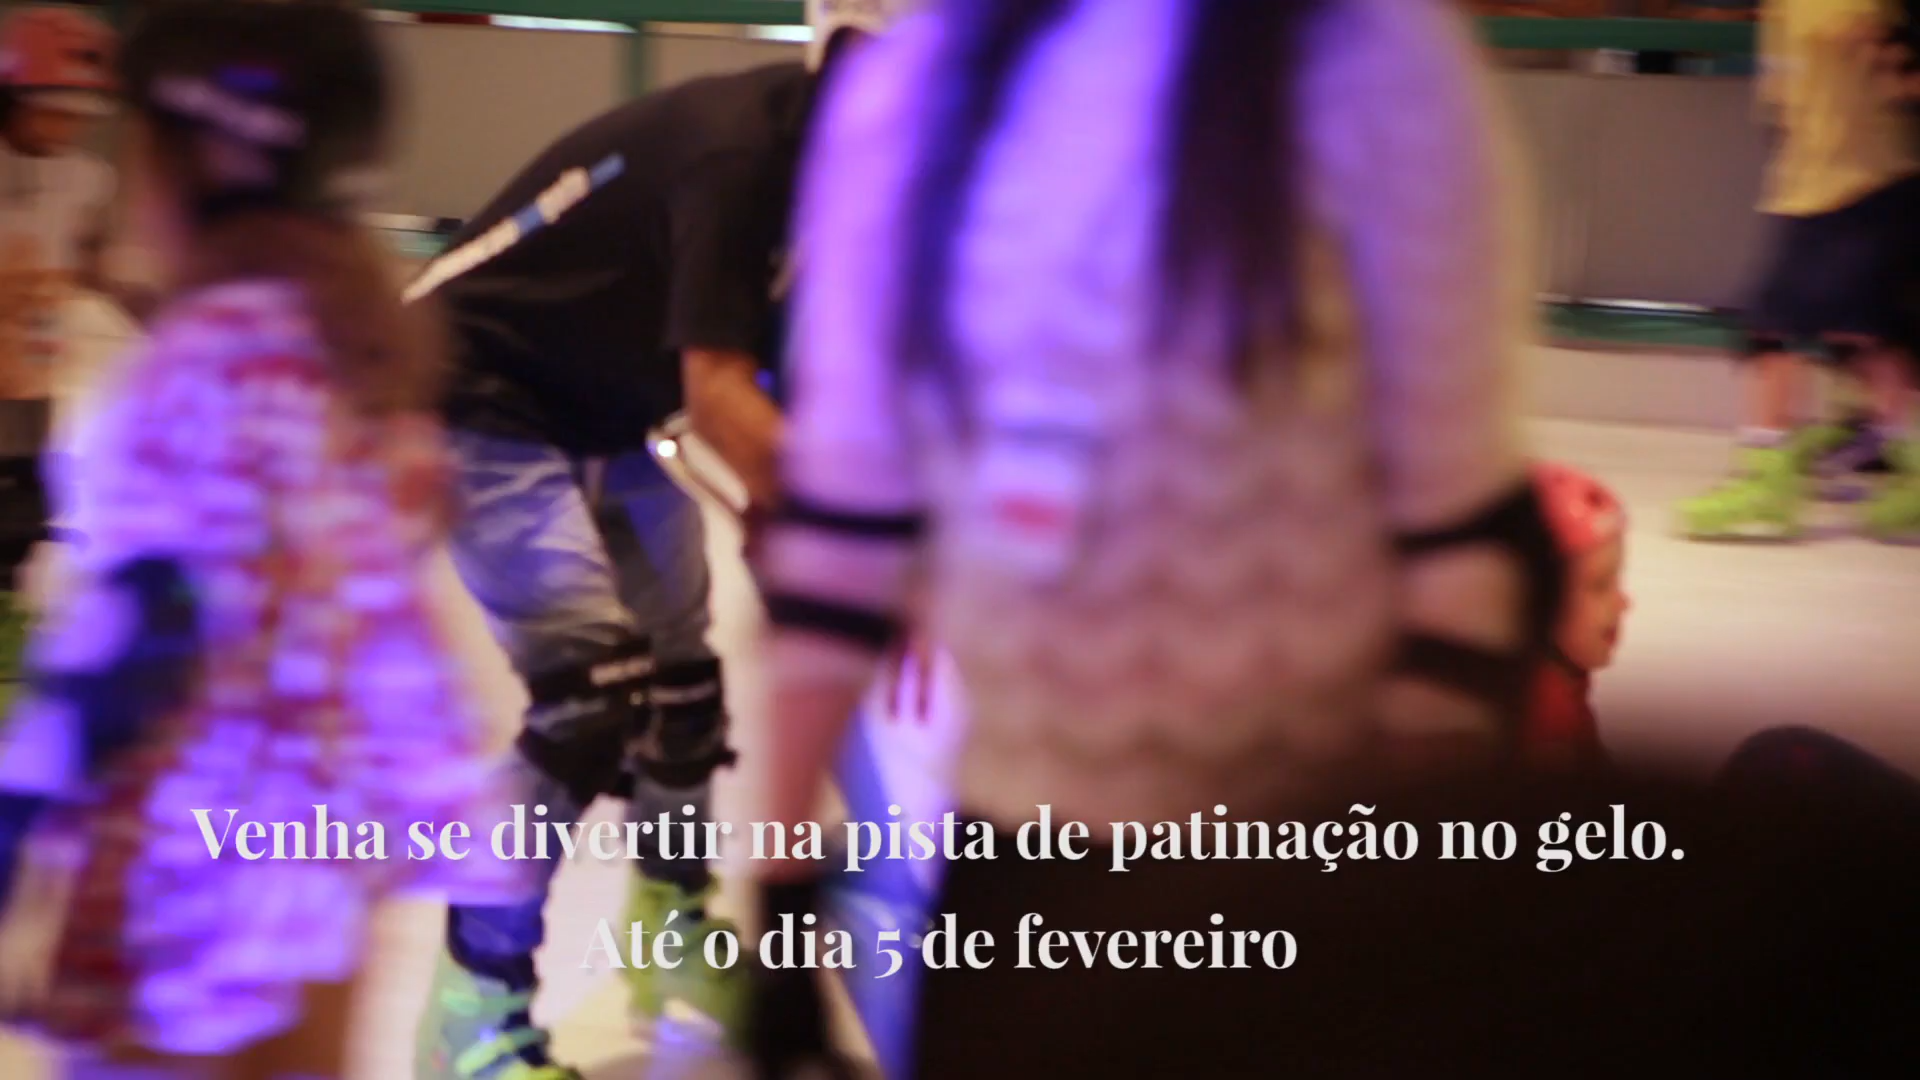 Venha se divertir na pista de patinação no gelo.
Até o dia 5 de fevereiro